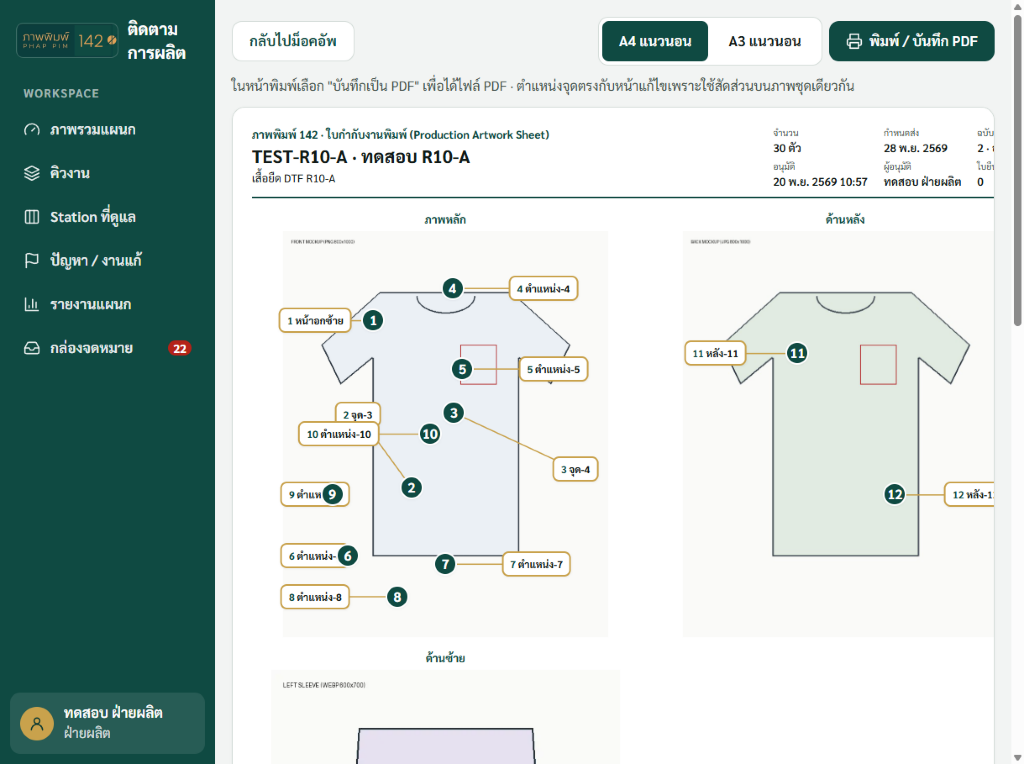 ภาพพิมพ์
PHAP PIM
142
ติดตาม
การผลิต
WORKSPACE
ภาพรวมแผนก
คิวงาน
Station ที่ดูแล
ปัญหา / งานแก้
รายงานแผนก
กล่องจดหมาย
22
ทดสอบ ฝ่ายผลิต
ฝ่ายผลิต
กลับไปม็อคอัพ
A4 แนวนอน
A3 แนวนอน
พิมพ์ / บันทึก PDF
ในหน้าพิมพ์เลือก "บันทึกเป็น PDF" เพื่อได้ไฟล์ PDF · ตำแหน่งจุดตรงกับหน้าแก้ไขเพราะใช้สัดส่วนบนภาพชุดเดียวกัน
ภาพพิมพ์ 142 · ใบกำกับงานพิมพ์ (Production Artwork Sheet)
TEST-R10-A · ทดสอบ R10-A
เสื้อยืด DTF R10-A
จำนวน
30 ตัว
กำหนดส่ง
28 พ.ย. 2569
ฉบับ
2 ·
อนุมัติ
20 พ.ย. 2569 10:57
ผู้อนุมัติ
ทดสอบ ฝ่ายผลิต
0
ภาพหลัก
FRONT MOCKUP (PNG 800x1000)
4
4 ตำแหน่ง-4
1 หน้าอกซ้าย
1
5
5 ตำแหน่ง-5
2 จุด-3
3
10 ตำแหน่ง-10
10
3 จุด-4
2
9 ตำแห
9
6 ตำแหน่ง-
6
7
7 ตำแหน่ง-7
8 ตำแหน่ง-8
8
ด้านหลัง
11 หลัง-11
11
12
12 หลัง-1
ด้านซ้าย
LEFT SLEEVE (WEBP 600x700)